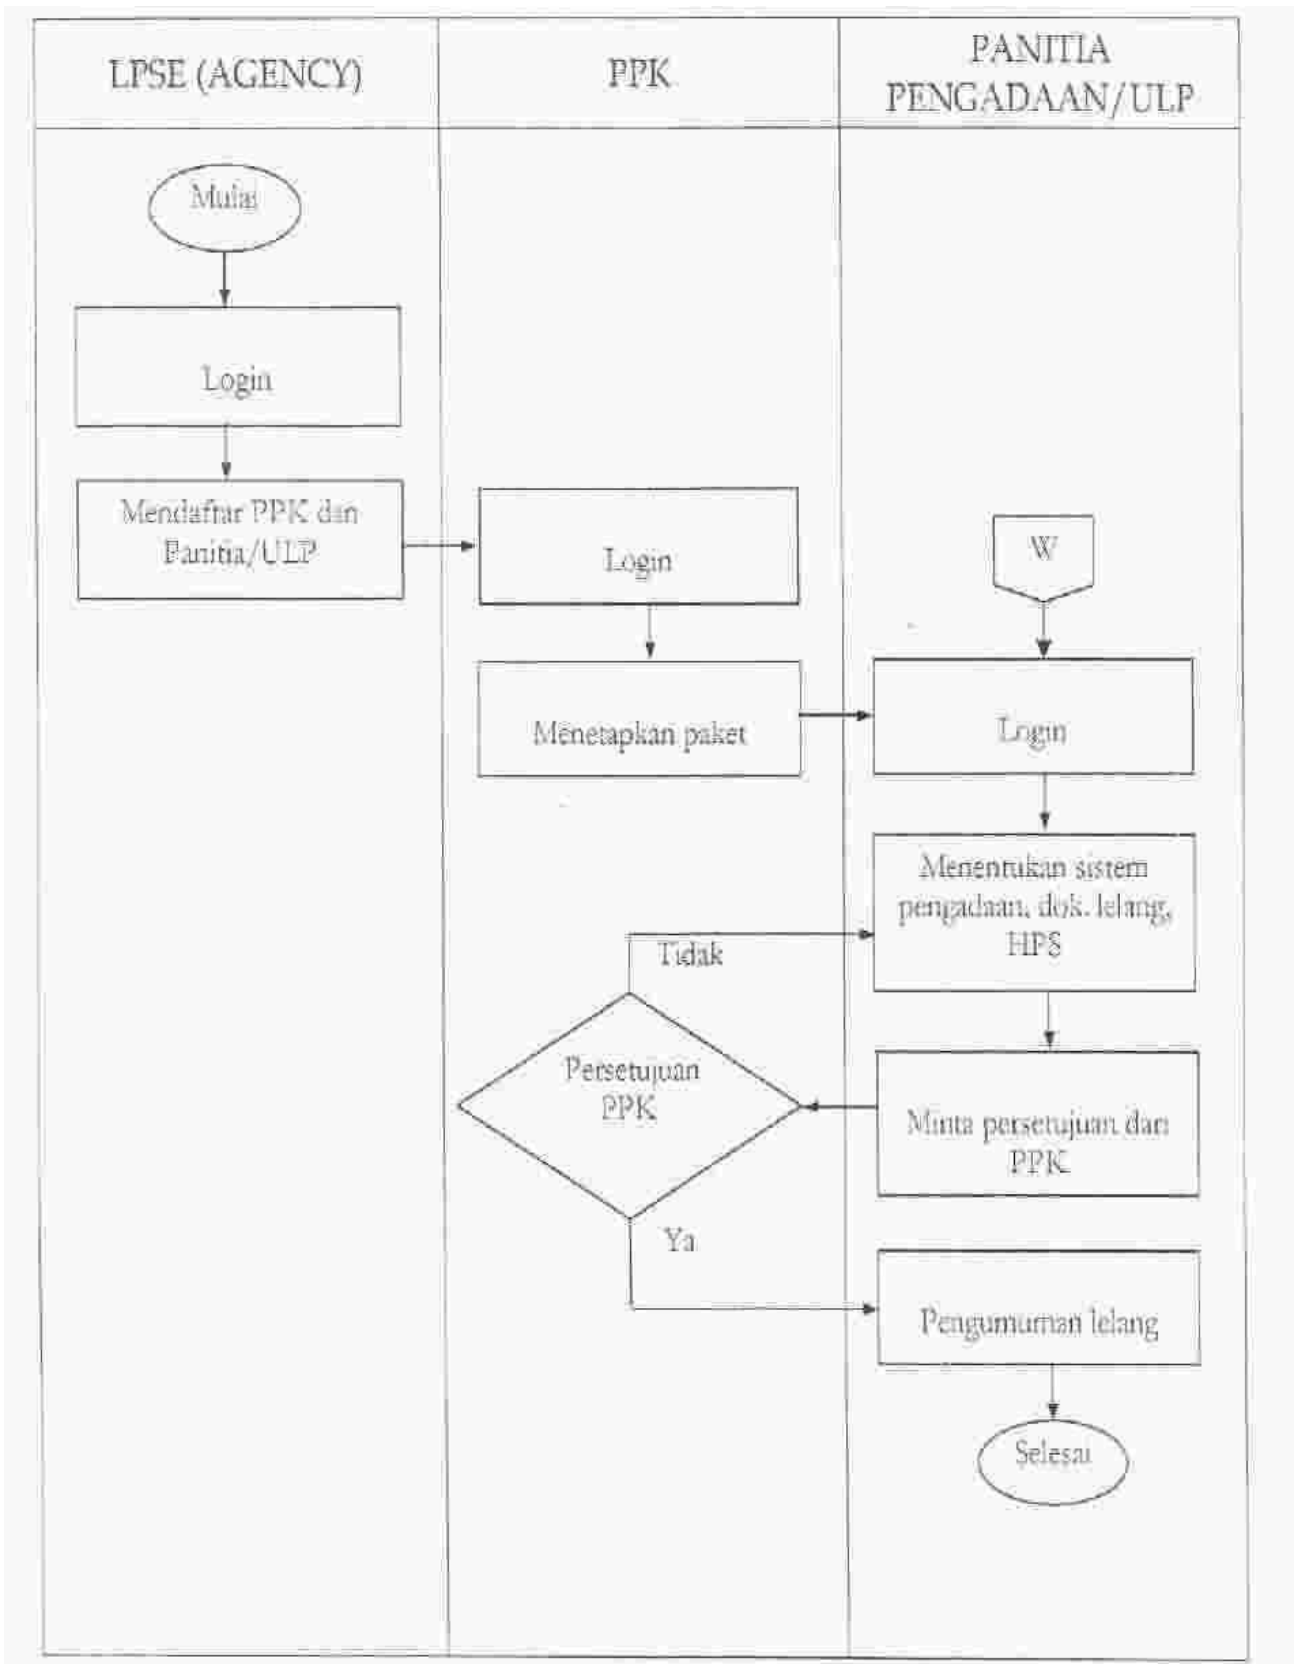 LPSE (AGENCY)
PPK
PANITIA
PENGADAAN/ULP
Mulai
Login
Mendaftar PPK dan
Panitia/ULP
Login
W
Menetapkan paket
Login
Menentukan sistem
pengadaan, dok. lelang,
HPS
Tidak
Persetujuan
PPK
Minta persetujuan dari
PPK
Ya
Pengumuman lelang
Selesai